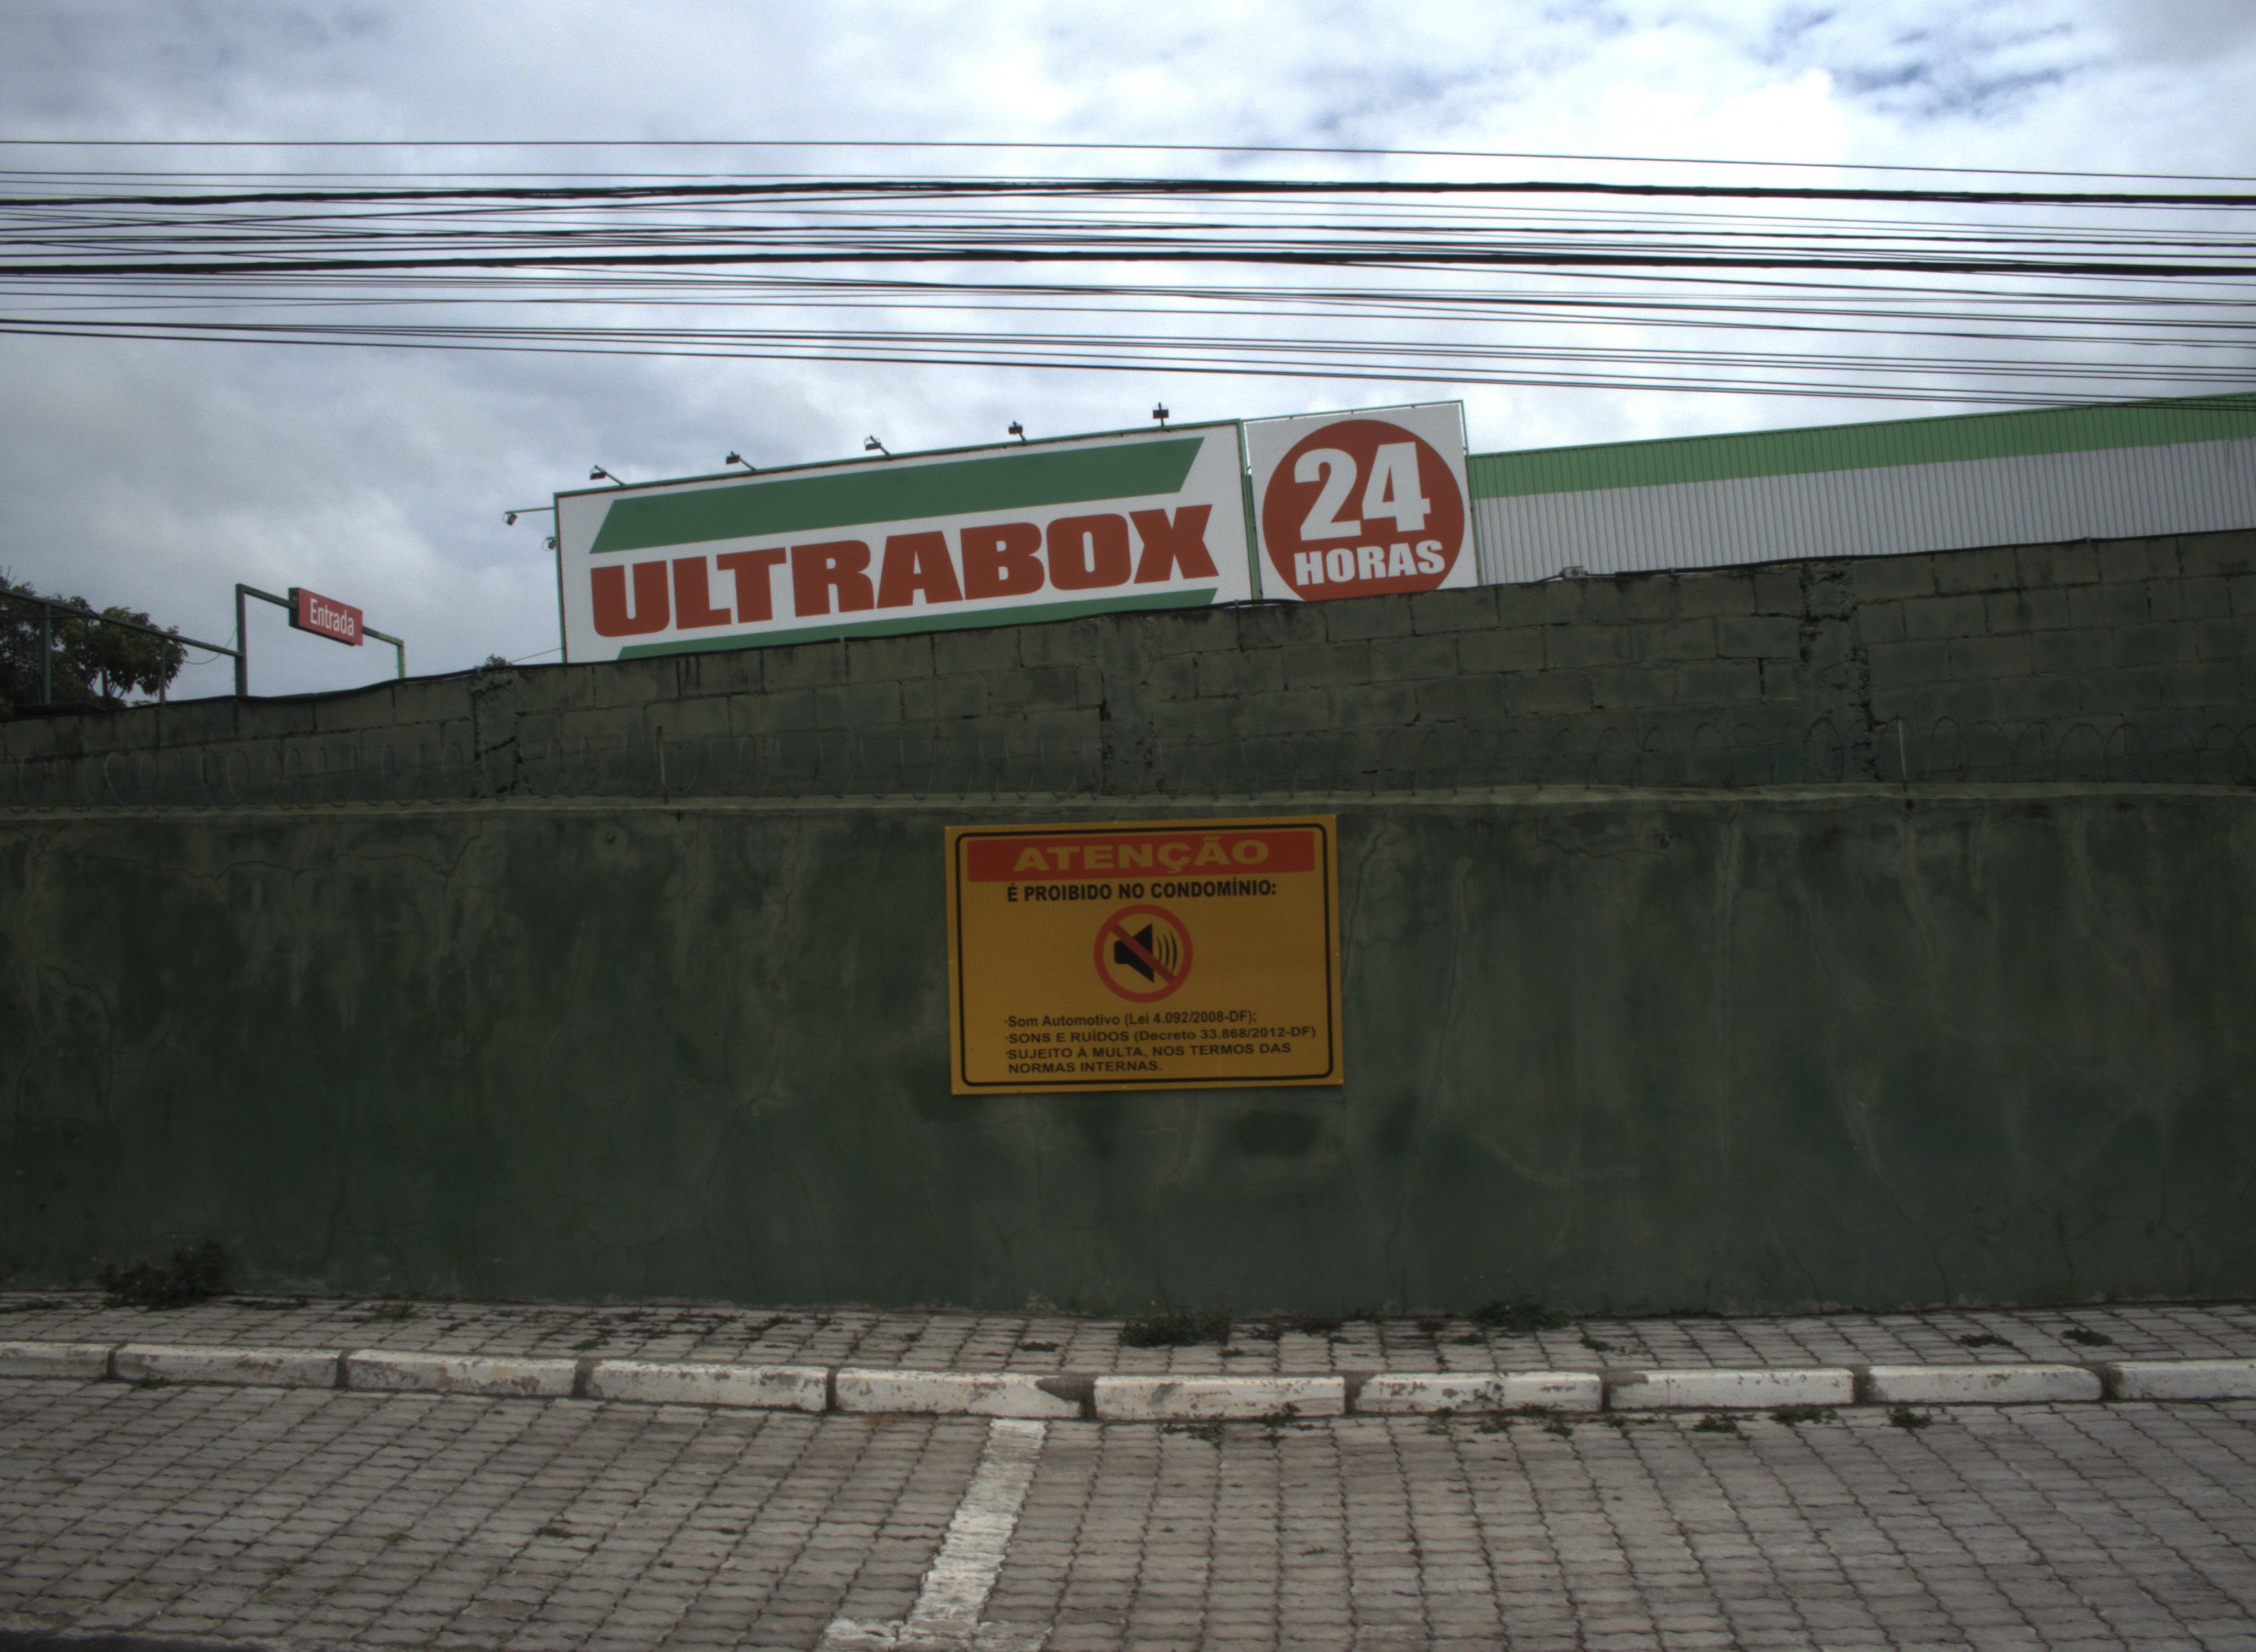 ULTRABOX
24
HORAS
Entrada
ATENÇÃO
É PROIBIDO NO CONDOMÍNIO:
·Som Automotivo (Lei 4.092/2008-DF);
·SONS E RUÍDOS (Decreto 33.868/2012-DF)
·SUJEITO À MULTA, NOS TERMOS DAS
NORMAS INTERNAS.